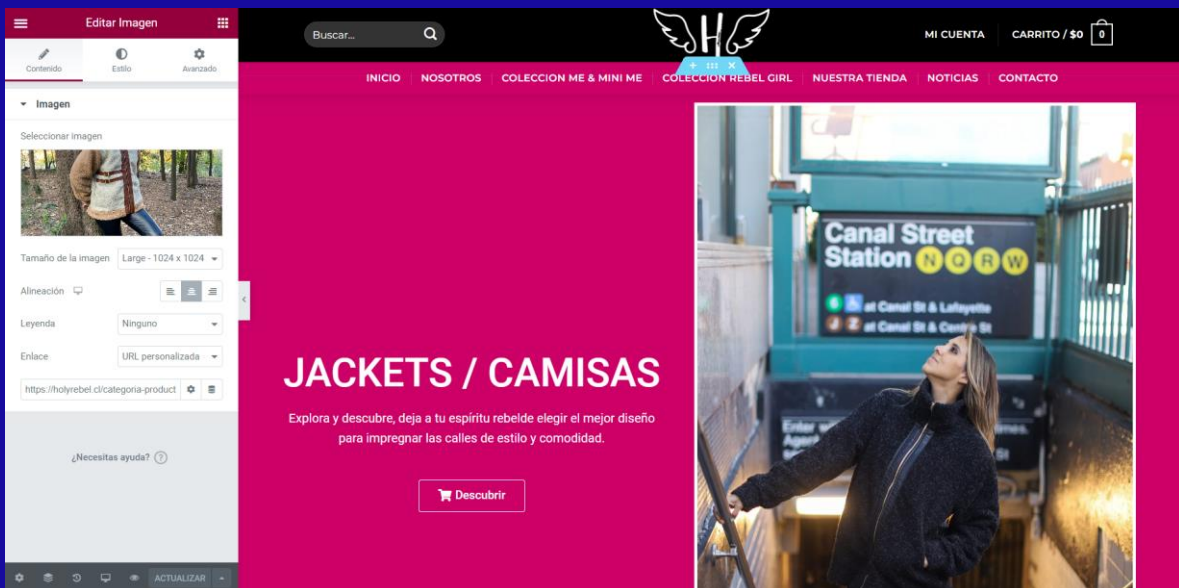 Editar Imagen
Contenido
Estilo
Avanzado
Imagen
Seleccionar imagen
Tamaño de la imagen
Large - 1024 x 1024
Alineación
Leyenda
Ninguno
Enlace
URL personalizada
https://holyrebel.cl/categoria-product
¿Necesitas ayuda?
ACTUALIZAR
Buscar...
H
MI CUENTA
CARRITO / $0
0
INICIO
NOSOTROS
COLECCION ME & MINI ME
COLECCION REBEL GIRL
NUESTRA TIENDA
NOTICIAS
CONTACTO
JACKETS / CAMISAS
Explora y descubre, deja a tu espíritu rebelde elegir el mejor diseño
para impregnar las calles de estilo y comodidad.
Descubrir
Canal Street
Station N Q R W
6 at Canal St & Lafayette
J Z at Canal St & Centre St
Enter